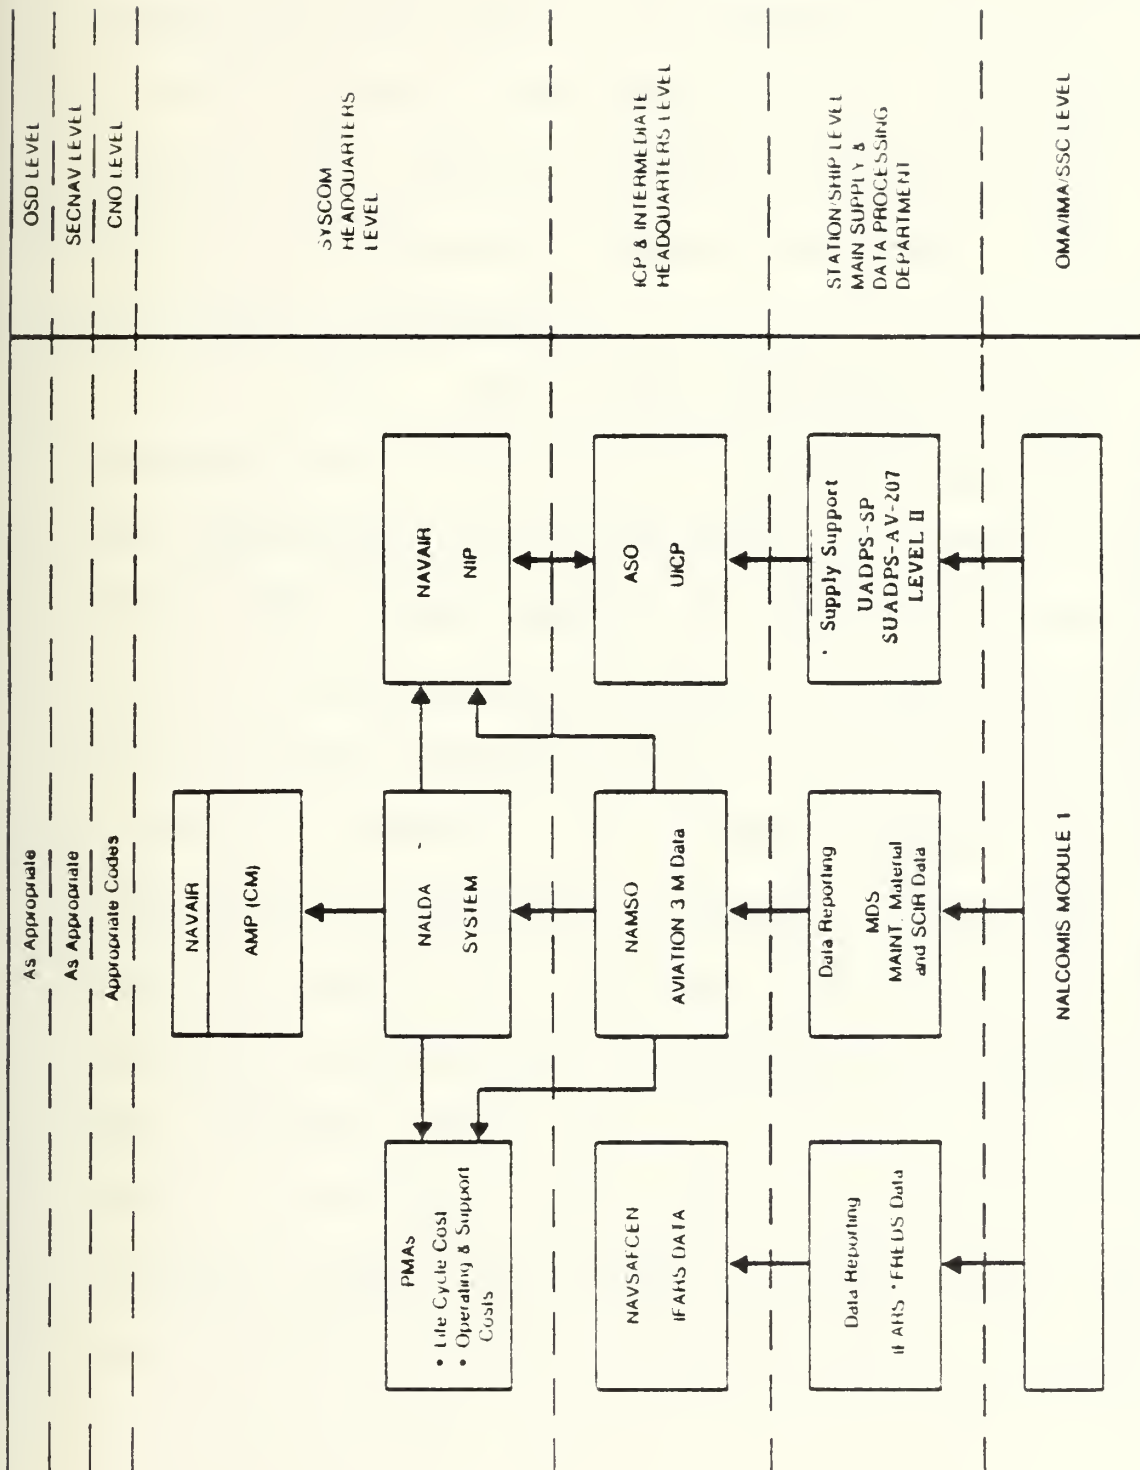 As Appropriate
OSD LEVEL
As Appropriate
SECNAV LEVEL
Appropriate Codes
CNO LEVEL
NAVAIR
AMP (CM)
SYSCOM
HEADQUARTERS
LEVEL
PMAs
• Life Cycle Cost
• Operating & Support
Costs
NALDA
SYSTEM
NAVAIR
NIP
NAVSAFCEN
IFARS DATA
NAMSO
AVIATION 3 M Data
ASO
UICP
ICP & INTERMEDIATE
HEADQUARTERS LEVEL
Data Reporting
IFARS
Data
Data Reporting
MDS
MAINT. Material
and SCIR Data
Supply Support
UADPS-SP
SUADPS-AV-207
LEVEL II
STATION/SHIP LEVEL
MAIN SUPPLY &
DATA PROCESSING
DEPARTMENT
NALCOMIS MODULE 1
OMA/IMA/SSC LEVEL